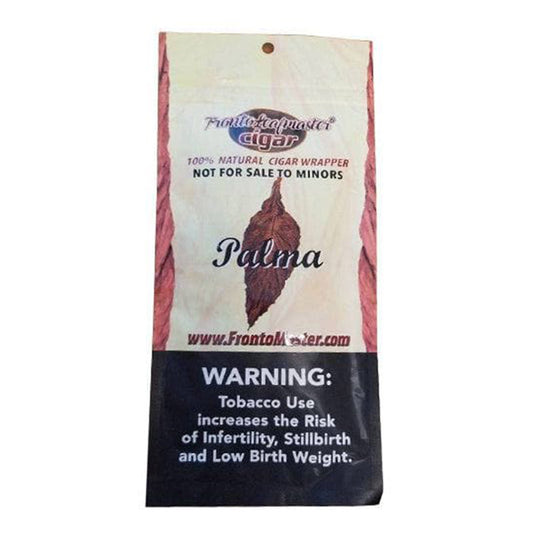 FrontoLeafmaster®
cigar
100% NATURAL CIGAR WRAPPER
NOT FOR SALE TO MINORS
Palma
www.FrontoMaster.com
WARNING:
Tobacco Use
increases the Risk
of Infertility, Stillbirth
and Low Birth Weight.